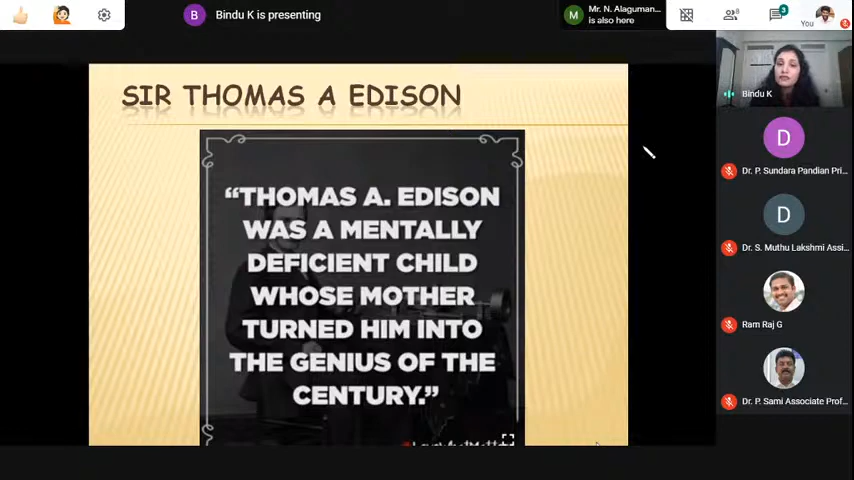 B
Bindu K is presenting
M
Mr. N. Alaguman...
is also here
8
3
You
SIR THOMAS A EDISON
“THOMAS A. EDISON
WAS A MENTALLY
DEFICIENT CHILD
WHOSE MOTHER
TURNED HIM INTO
THE GENIUS OF THE
CENTURY.”
Bindu K
D
Dr. P. Sundara Pandian Pri...
D
Dr. S. Muthu Lakshmi Assi...
Ram Raj G
Dr. P. Sami Associate Prof...